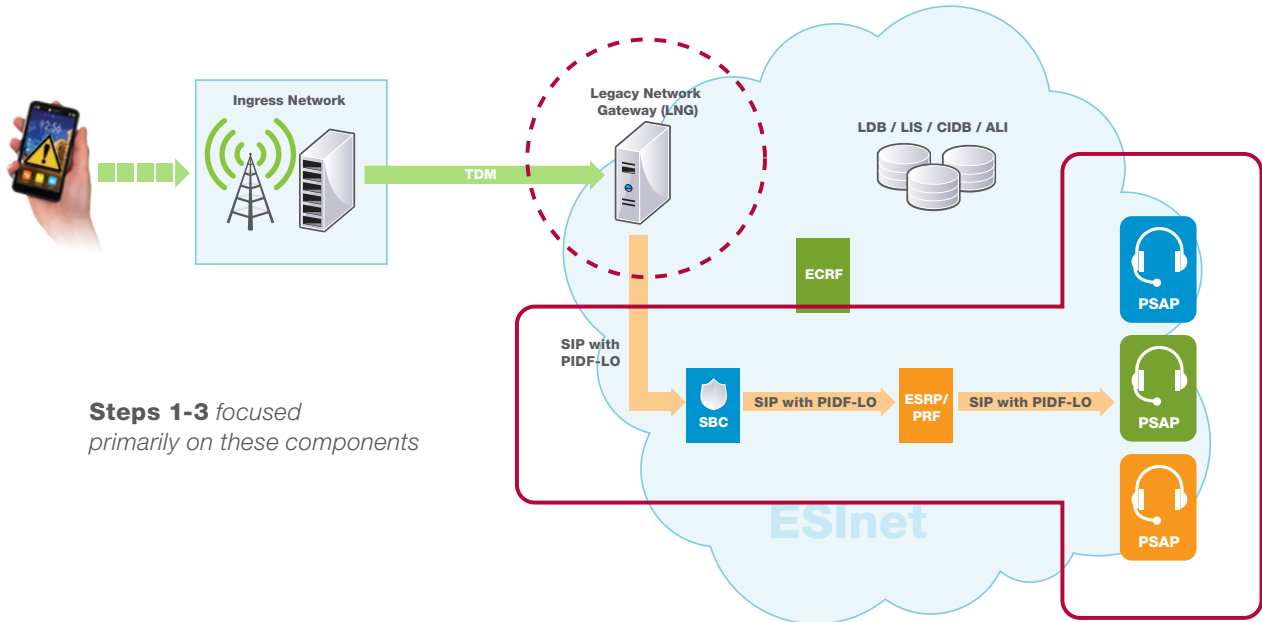 Ingress Network
12:56
TDM
Legacy Network
Gateway (LNG)
LDB / LIS / CIDB / ALI
ECRF
SIP with
PIDF-LO
SBC
SIP with PIDF-LO
ESRP/
PRF
SIP with PIDF-LO
PSAP
PSAP
PSAP
Steps 1-3 focused
primarily on these components
ESInet